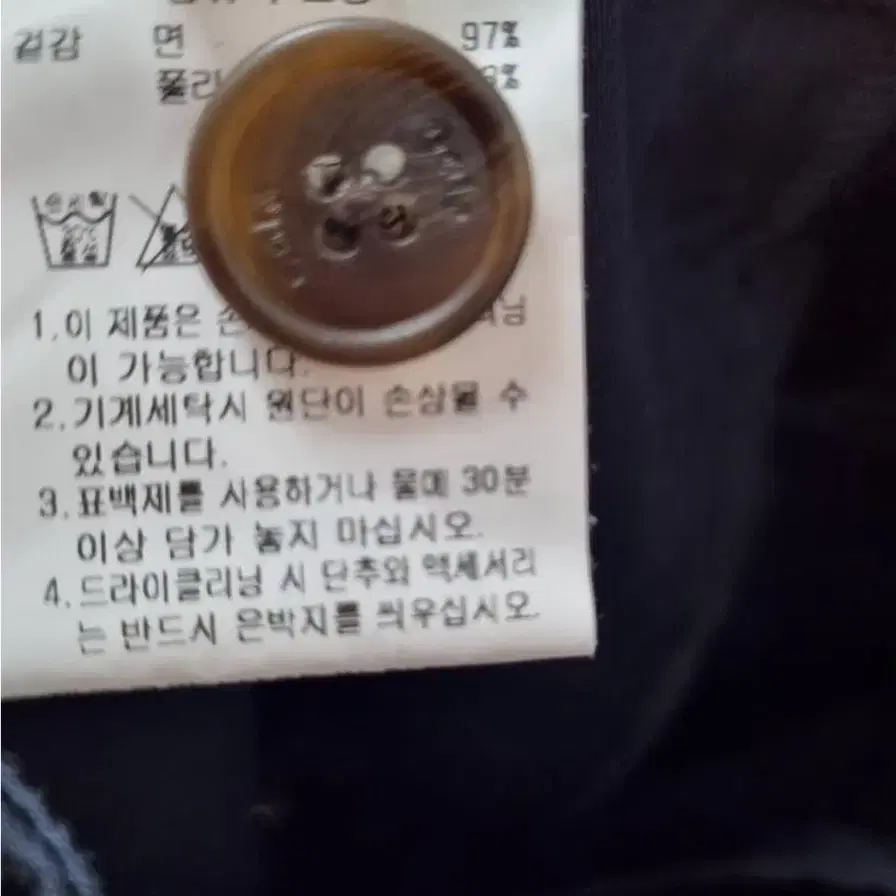 겉감 면 97%
폴리 3%
1.이 제품은 손
이 가능합니다.
2.기계세탁시 원단이 손상될 수
있습니다.
3.표백제를 사용하거나 물에 30분
이상 담가 놓지 마십시오.
4.드라이클리닝 시 단추와 액세서리
는 반드시 은박지를 씌우십시오.